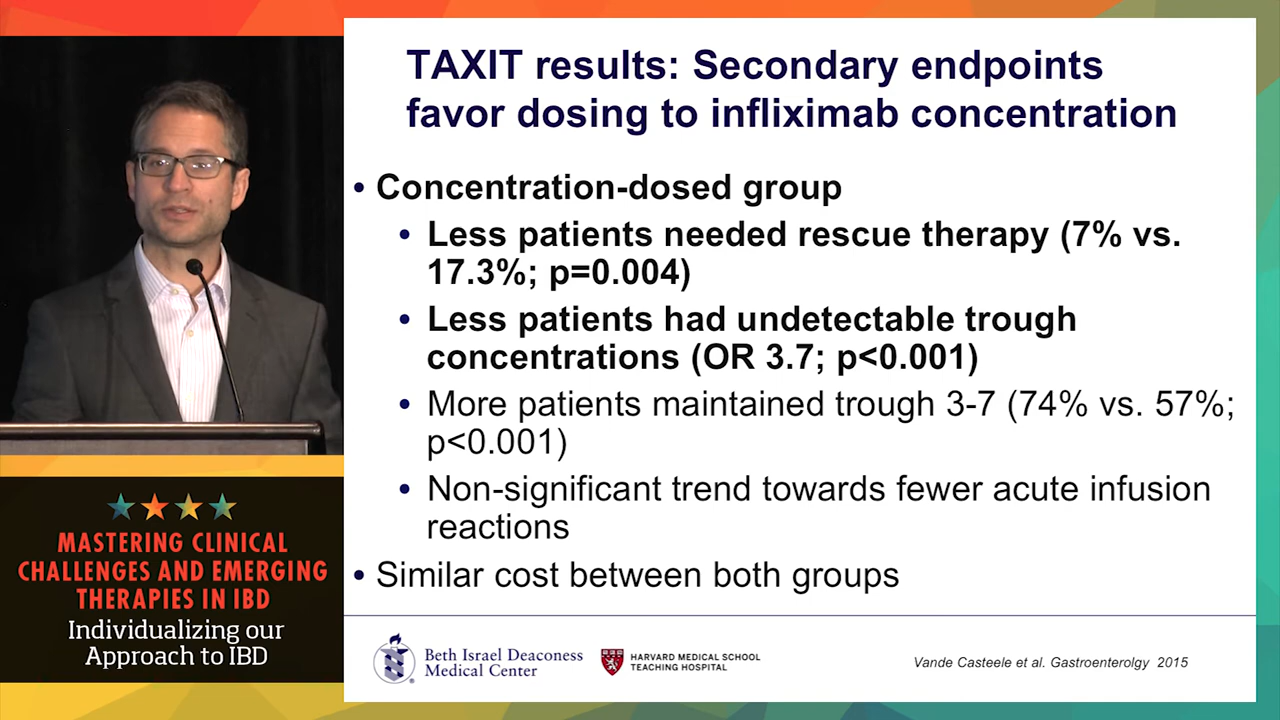 TAXIT results: Secondary endpoints
favor dosing to infliximab concentration
• Concentration-dosed group
• Less patients needed rescue therapy (7% vs.
17.3%; p=0.004)
• Less patients had undetectable trough
concentrations (OR 3.7; p<0.001)
• More patients maintained trough 3-7 (74% vs. 57%;
p<0.001)
• Non-significant trend towards fewer acute infusion
reactions
• Similar cost between both groups
MASTERING CLINICAL
CHALLENGES AND EMERGING
THERAPIES IN IBD
Individualizing our
Approach to IBD
Beth Israel Deaconess
Medical Center
HARVARD MEDICAL SCHOOL
TEACHING HOSPITAL
Vande Casteele et al. Gastroenterolgy 2015